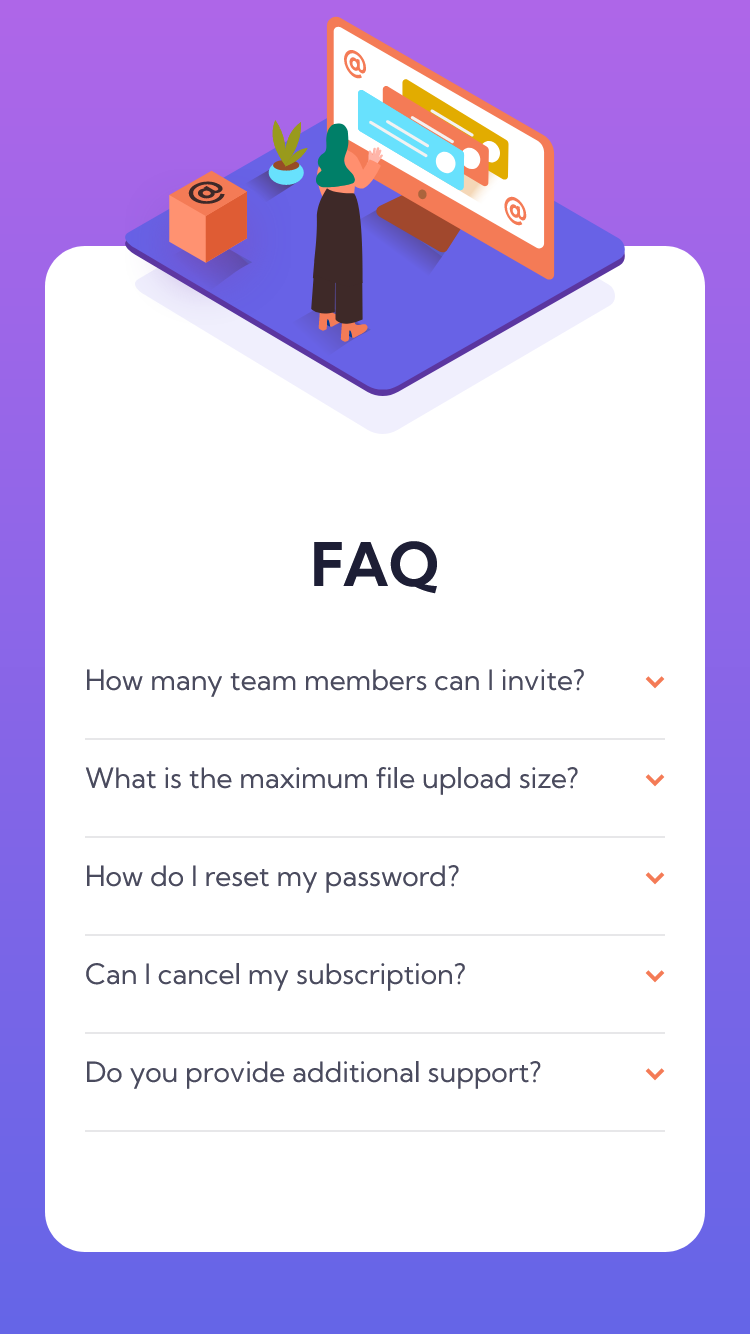 @
@
@
FAQ
How many team members can I invite?
What is the maximum file upload size?
How do I reset my password?
Can I cancel my subscription?
Do you provide additional support?